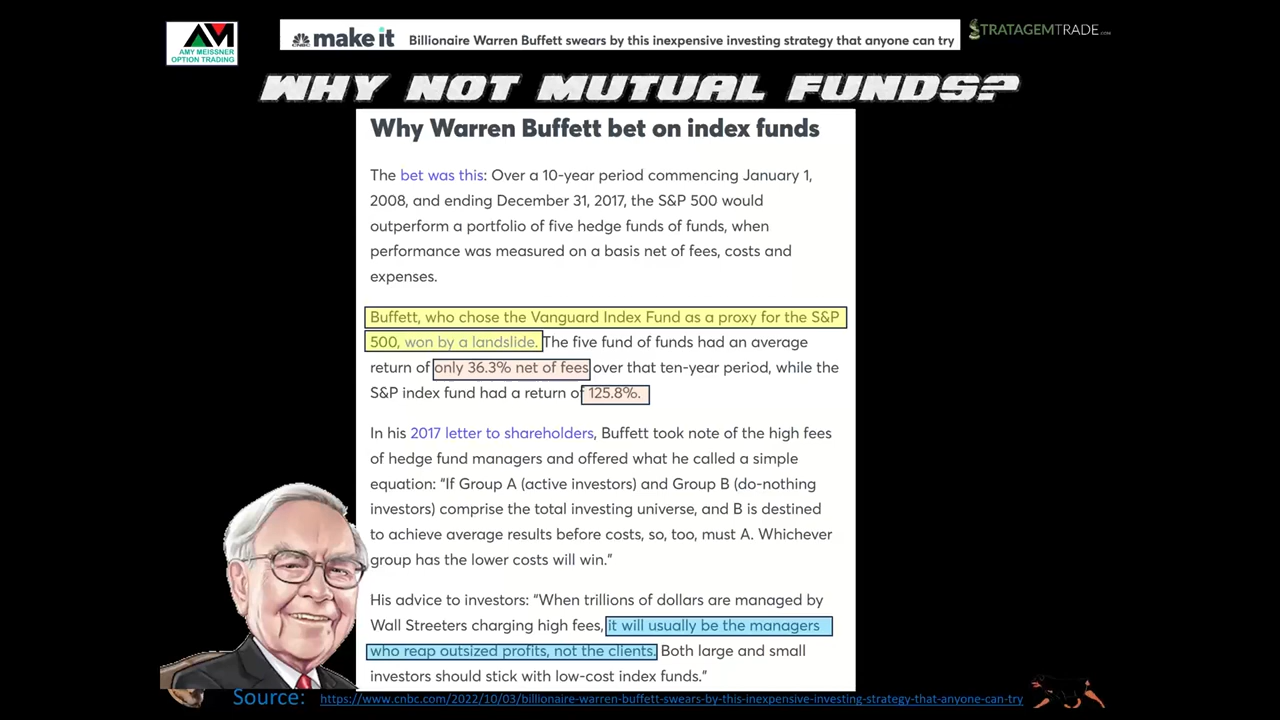 AM
AMY MEISSNER
OPTION TRADING
CNBC make it Billionaire Warren Buffett swears by this inexpensive investing strategy that anyone can try
STRATAGEMTRADE.COM
WHY NOT MUTUAL FUNDS?
Why Warren Buffett bet on index funds
The bet was this: Over a 10-year period commencing January 1,
2008, and ending December 31, 2017, the S&P 500 would
outperform a portfolio of five hedge funds of funds, when
performance was measured on a basis net of fees, costs and
expenses.
Buffett, who chose the Vanguard Index Fund as a proxy for the S&P
500, won by a landslide. The five fund of funds had an average
return of only 36.3% net of fees over that ten-year period, while the
S&P index fund had a return of 125.8%.
In his 2017 letter to shareholders, Buffett took note of the high fees
of hedge fund managers and offered what he called a simple
equation: “If Group A (active investors) and Group B (do-nothing
investors) comprise the total investing universe, and B is destined
to achieve average results before costs, so, too, must A. Whichever
group has the lower costs will win.”
His advice to investors: “When trillions of dollars are managed by
Wall Streeters charging high fees, it will usually be the managers
who reap outsized profits, not the clients. Both large and small
investors should stick with low-cost index funds.”
Source: https://www.cnbc.com/2022/10/03/billionaire-warren-buffett-swears-by-this-inexpensive-investing-strategy-that-anyone-can-try